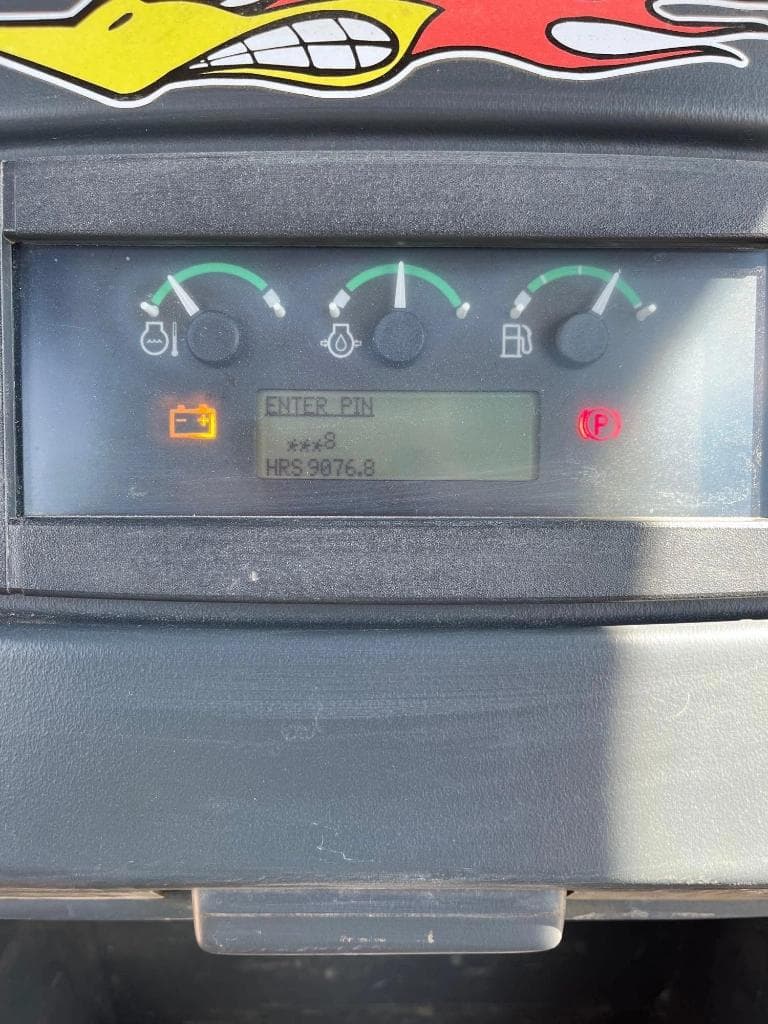 ENTER PIN
***8
HRS 9076.8
P